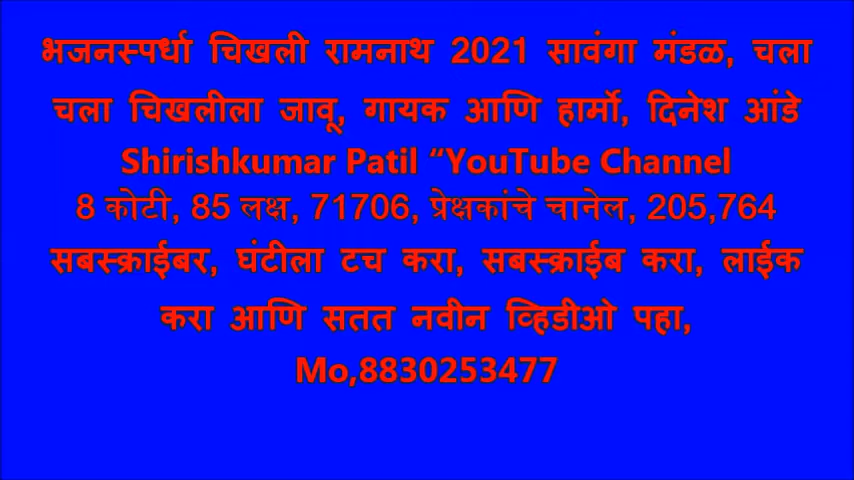 भजनस्पर्धा चिखली रामनाथ 2021 सावंगा मंडळ, चला
चला चिखलीला जावू, गायक आणि हार्मो, दिनेश आंडे
Shirishkumar Patil “YouTube Channel
8 कोटी, 85 लक्ष, 71706, प्रेक्षकांचे चानेल, 205,764
सबस्क्राईबर, घंटीला टच करा, सबस्क्राईब करा, लाईक
करा आणि सतत नवीन व्हिडीओ पहा,
Mo,8830253477